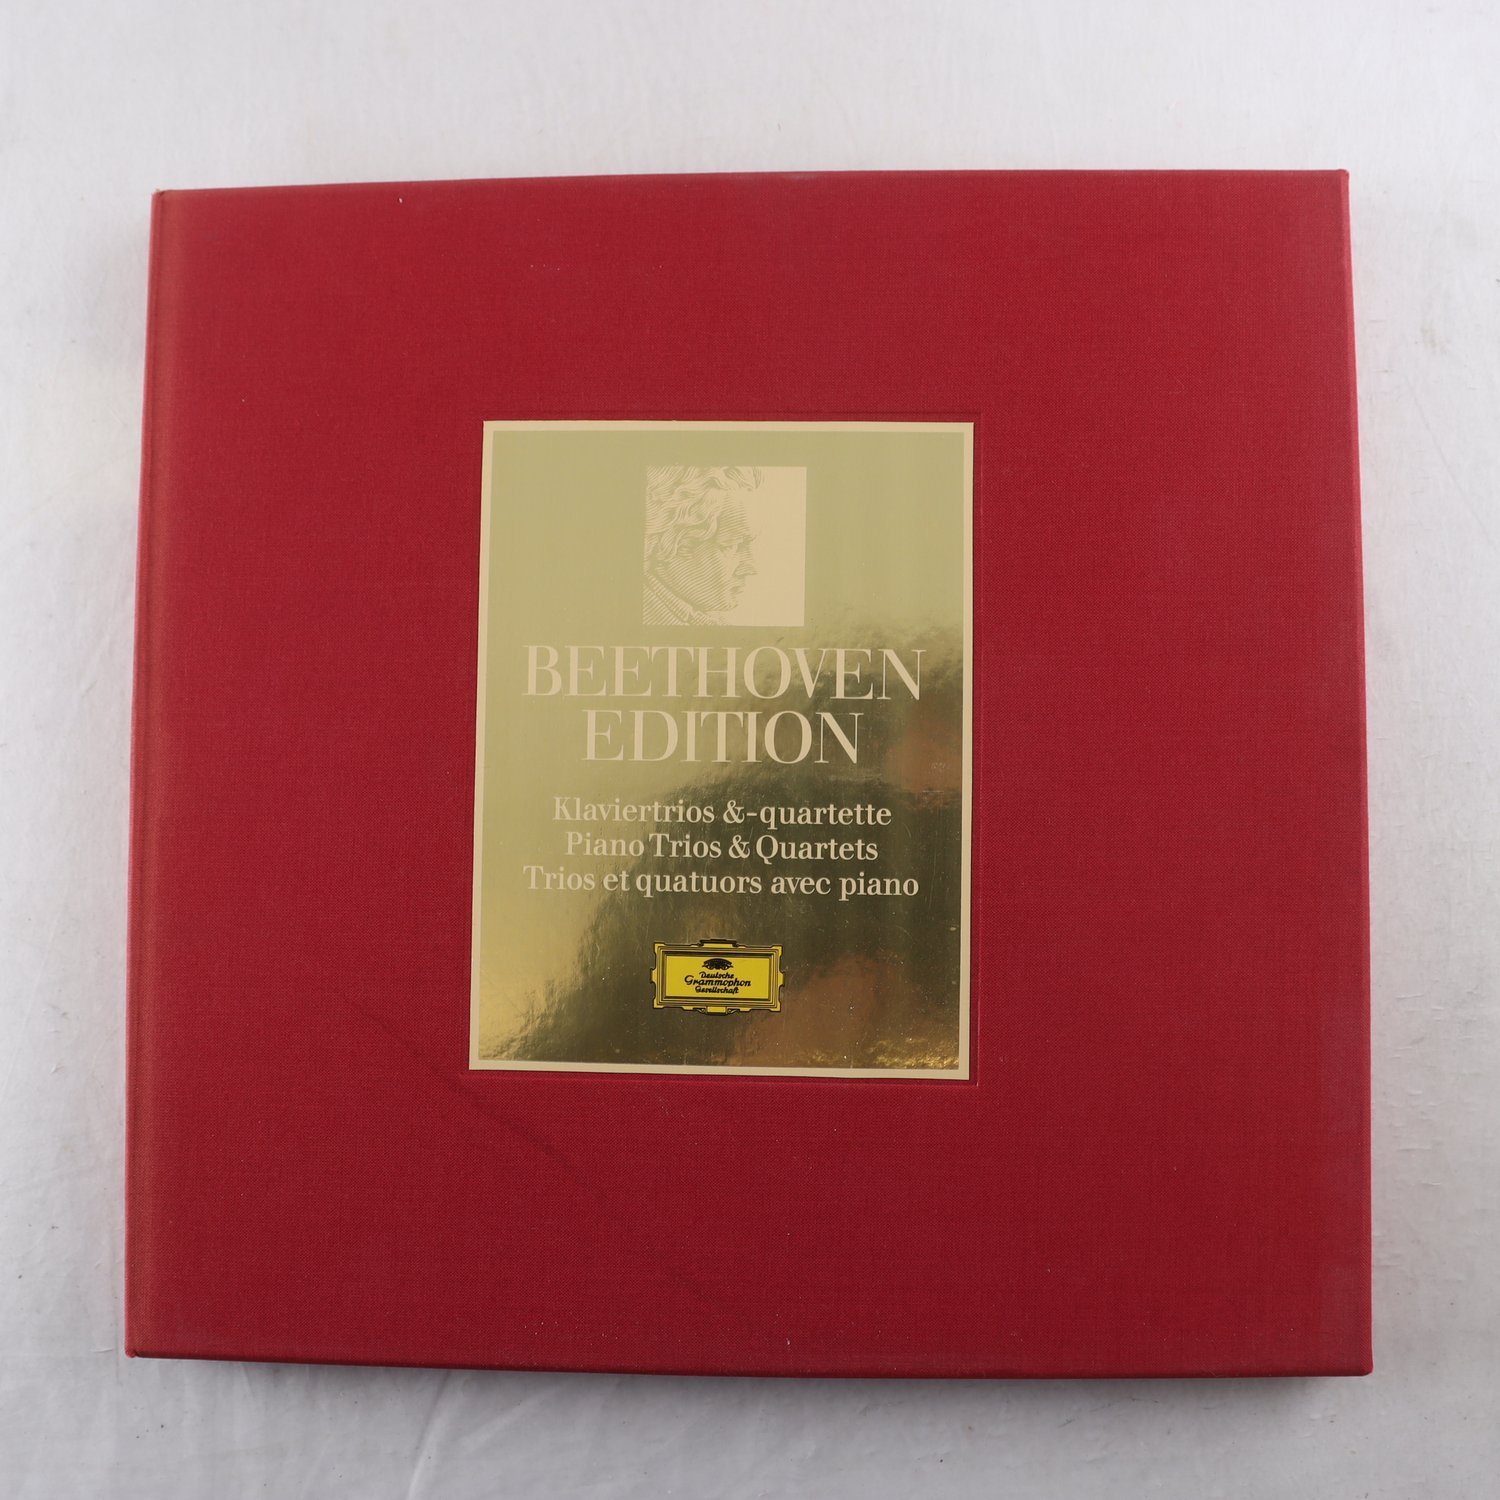 BEETHOVEN
EDITION
Klaviertrios &-quartette
Piano Trios & Quartets
Trios et quatuors avec piano
Deutsche
Grammophon
Gesellschaft